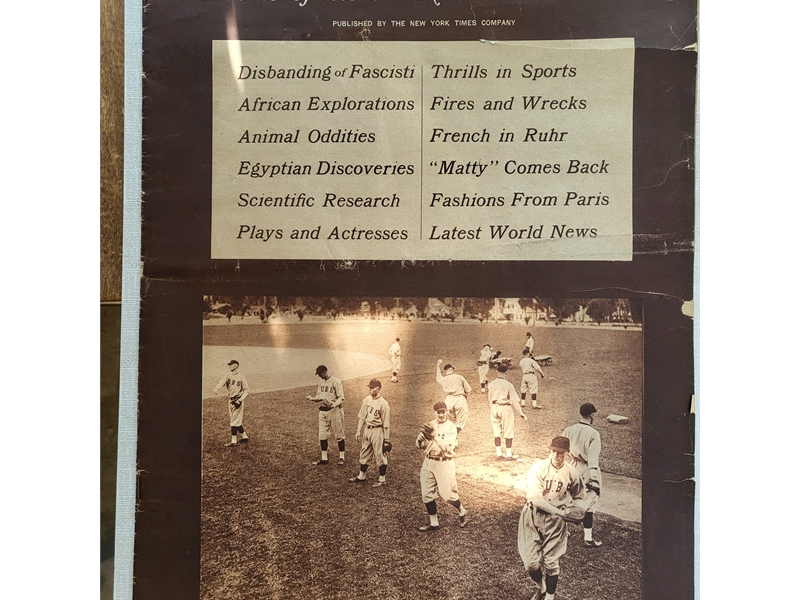 PUBLISHED BY THE NEW YORK TIMES COMPANY
Disbanding of Fascisti
African Explorations
Animal Oddities
Egyptian Discoveries
Scientific Research
Plays and Actresses
Thrills in Sports
Fires and Wrecks
French in Ruhr
"Matty" Comes Back
Fashions From Paris
Latest World News
UBS
UBS